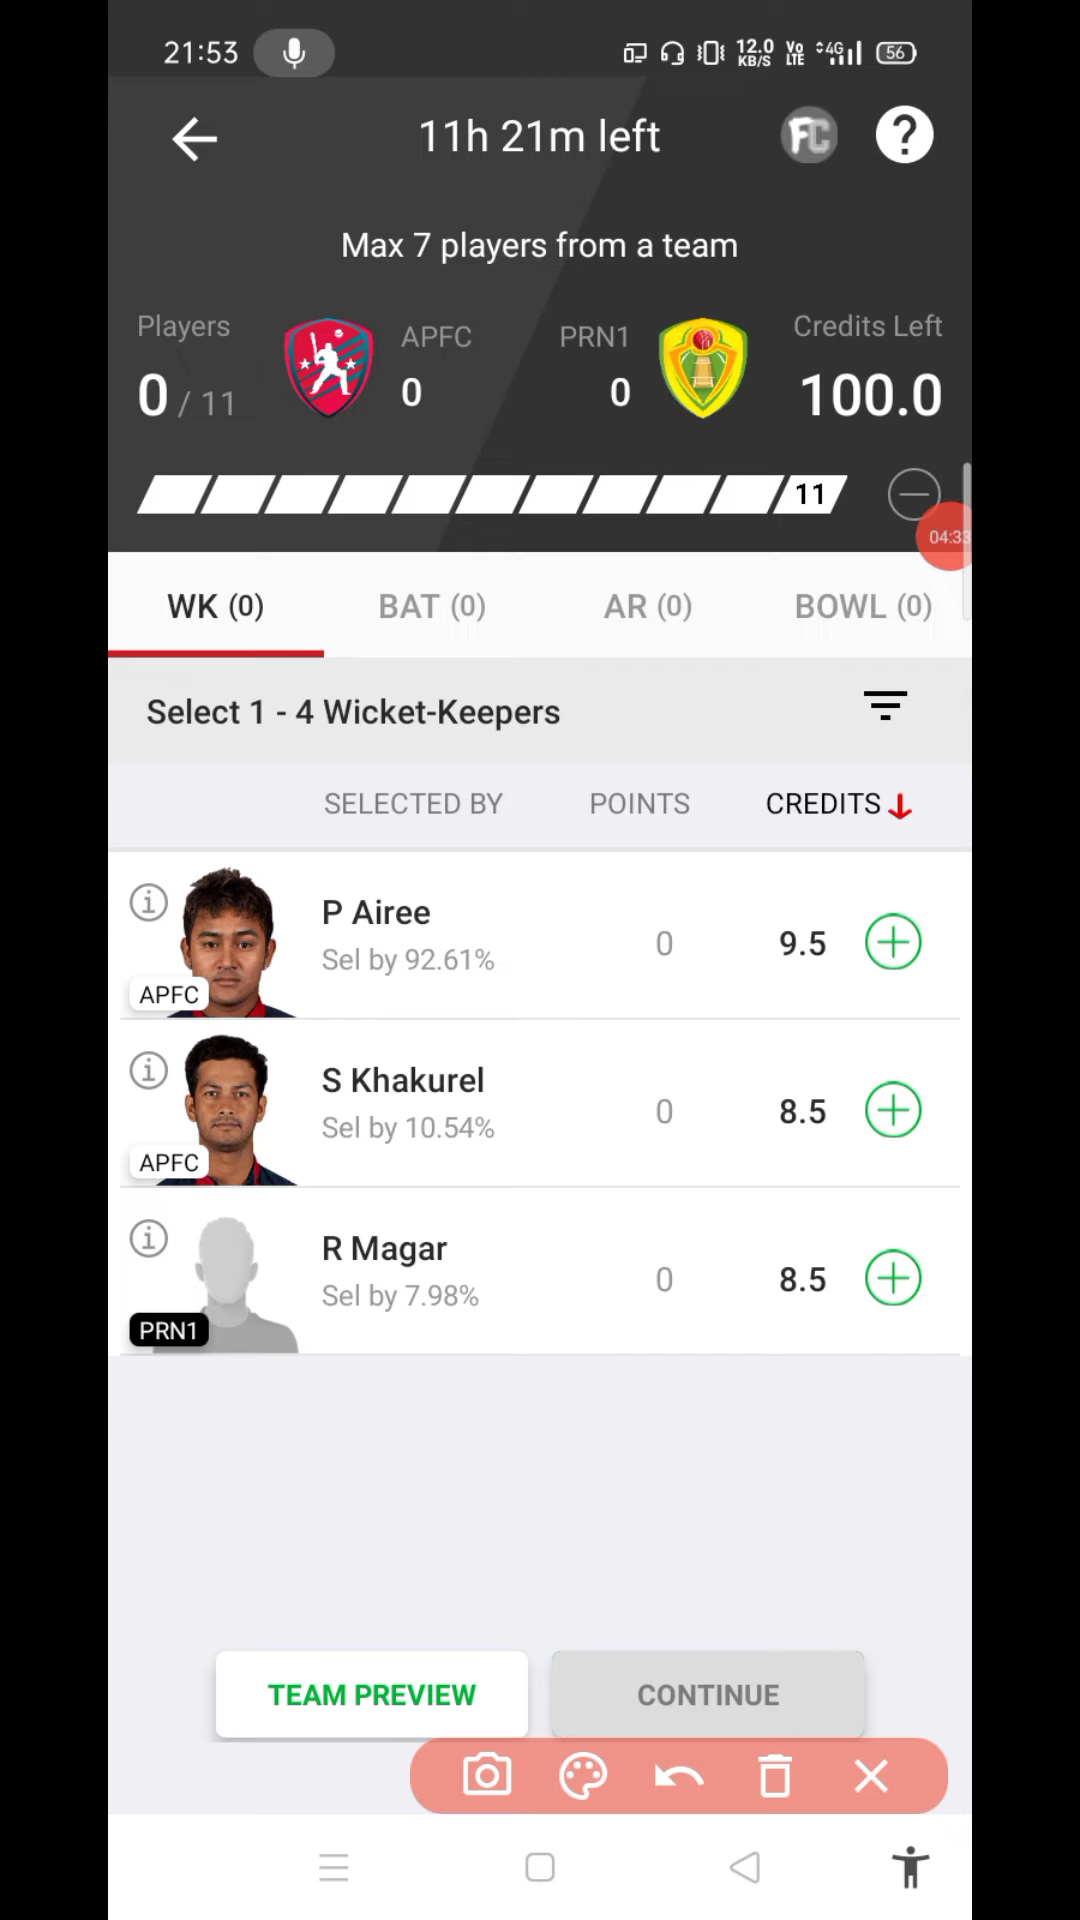 21:53
12.0 KB/S
Vo LTE
4G
56
11h 21m left
FC
?
Max 7 players from a team
Players
APFC
PRN1
Credits Left
0 / 11
0
0
100.0
11
04:33
WK (0)
BAT (0)
AR (0)
BOWL (0)
Select 1 - 4 Wicket-Keepers
SELECTED BY
POINTS
CREDITS
P Airee
Sel by 92.61%
0
9.5
APFC
S Khakurel
Sel by 10.54%
0
8.5
APFC
R Magar
Sel by 7.98%
0
8.5
PRN1
TEAM PREVIEW
CONTINUE